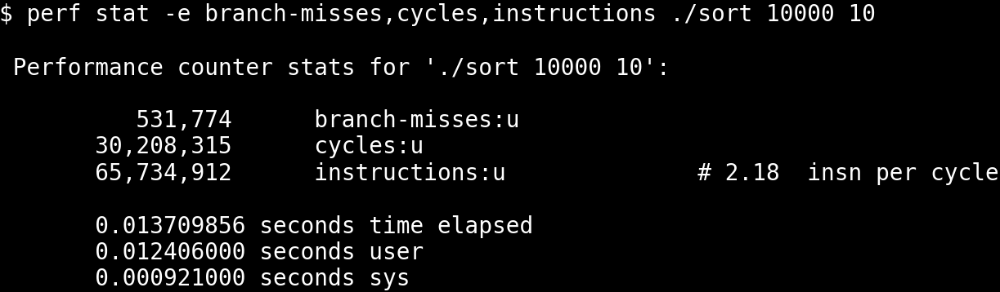 $ perf stat -e branch-misses,cycles,instructions ./sort 10000 10
Performance counter stats for './sort 10000 10':
531,774 branch-misses:u
30,208,315 cycles:u
65,734,912 instructions:u # 2.18 insn per cycle
0.013709856 seconds time elapsed
0.012406000 seconds user
0.000921000 seconds sys